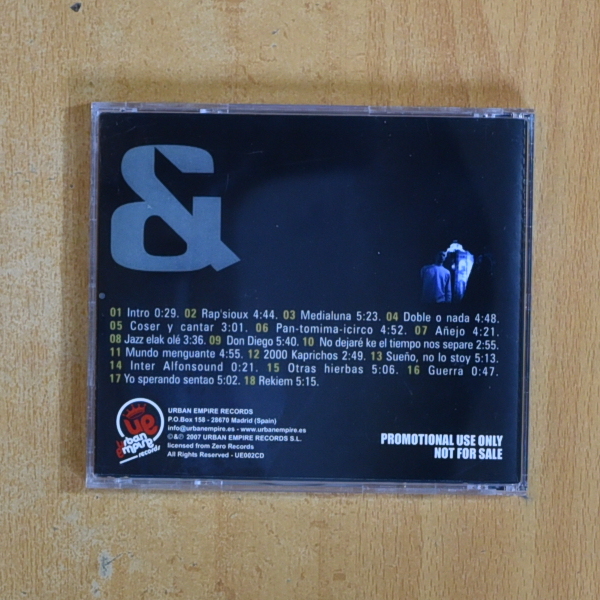 &
01 Intro 0:29. 02 Rap'sioux 4:44. 03 Medialuna 5:23. 04 Doble o nada 4:48.
05 Coser y cantar 3:01. 06 Pan-tomima-icirco 4:52. 07 Añejo 4:21.
08 Jazz elak olé 3:36. 09 Don Diego 5:40. 10 No dejaré ke el tiempo nos separe 2:55.
11 Mundo menguante 4:55. 12 2000 Kaprichos 2:49. 13 Sueño, no lo stoy 5:13.
14 Inter Alfonsound 0:21. 15 Otras hierbas 5:06. 16 Guerra 0:47.
17 Yo sperando sentao 5:02. 18 Rekiem 5:15.
ue
urban
empire
records
URBAN EMPIRE RECORDS
P.O.Box 158 - 28670 Madrid (Spain)
info@urbanempire.es - www.urbanempire.es
©&℗ 2007 URBAN EMPIRE RECORDS S.L.
licensed from Zero Records
All Rights Reserved - UE002CD
PROMOTIONAL USE ONLY
NOT FOR SALE